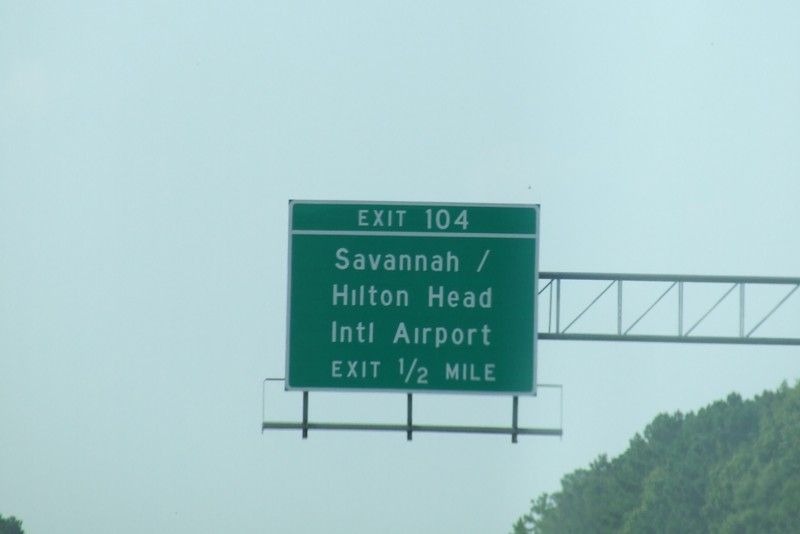 EXIT 104
Savannah /
Hilton Head
Intl Airport
EXIT 1/2 MILE